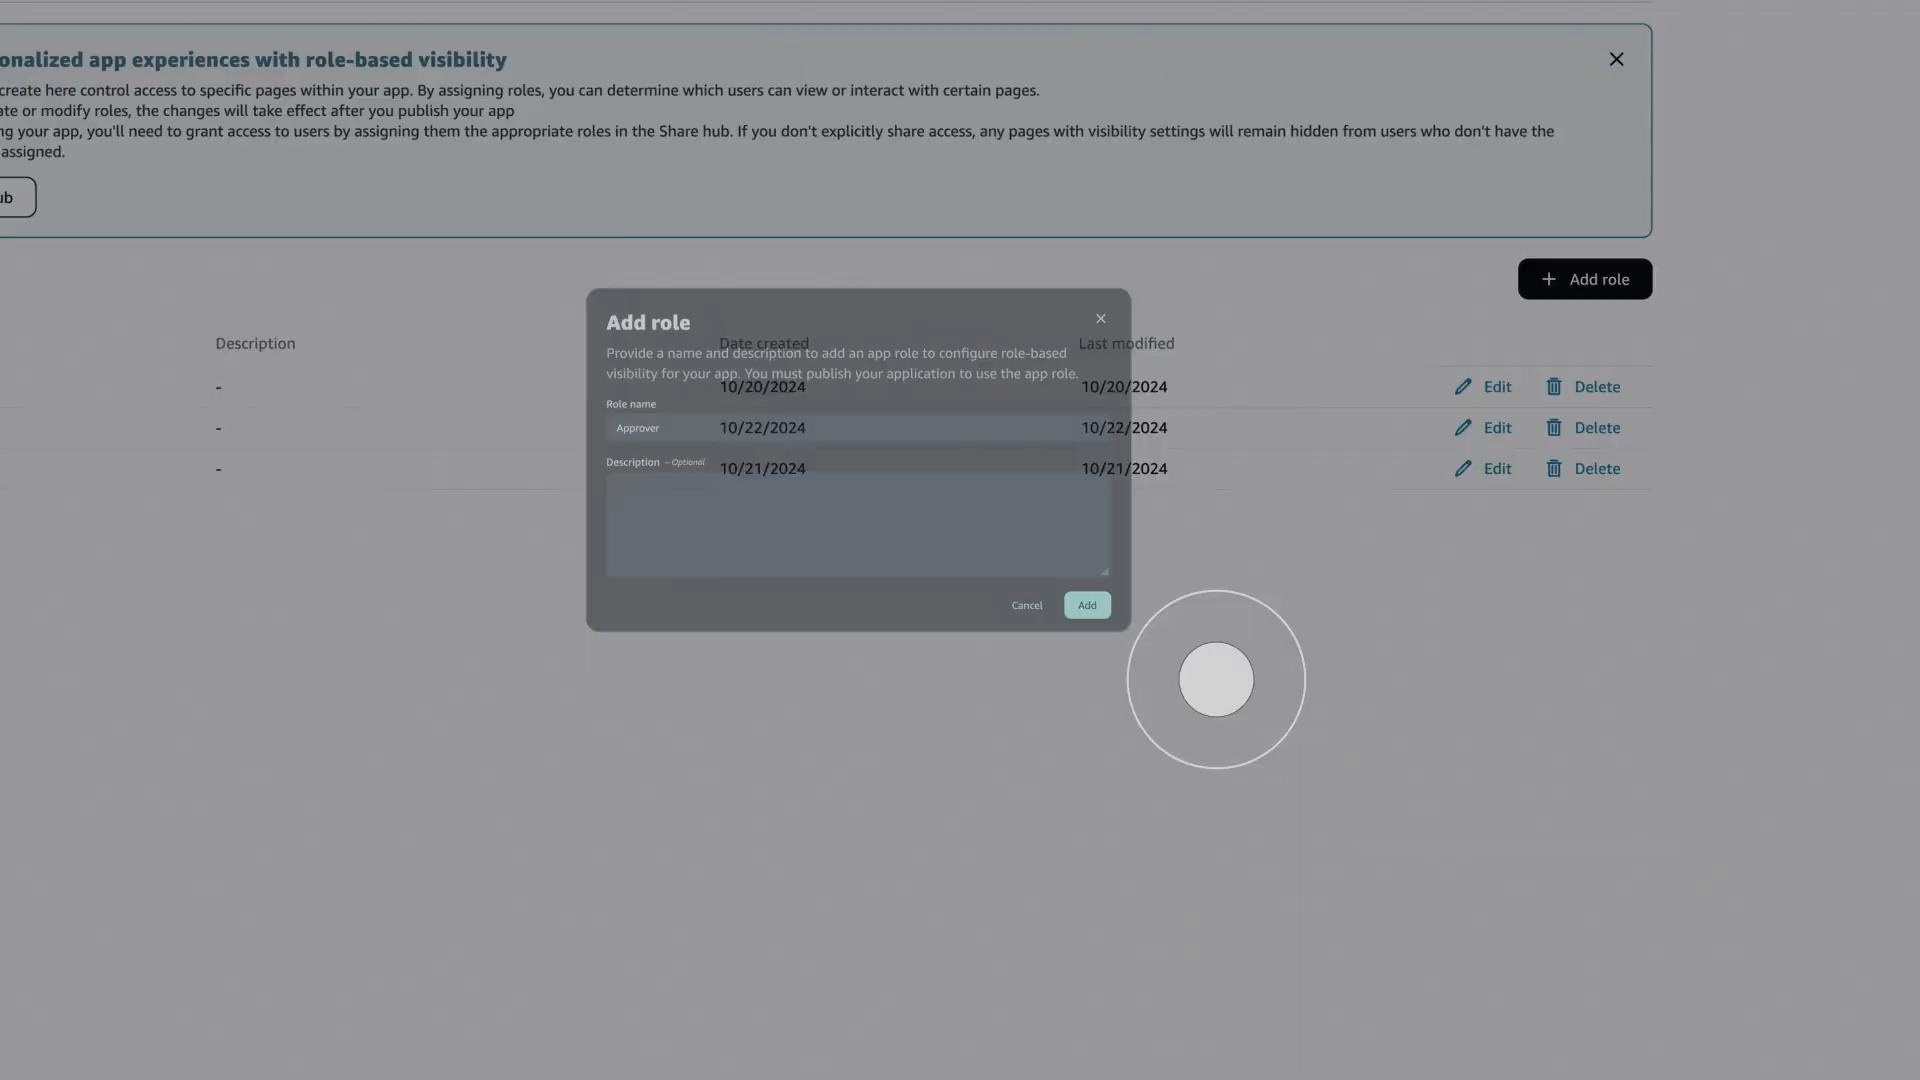 onalized app experiences with role-based visibility
create here control access to specific pages within your app. By assigning roles, you can determine which users can view or interact with certain pages.
ate or modify roles, the changes will take effect after you publish your app
ng your app, you'll need to grant access to users by assigning them the appropriate roles in the Share hub. If you don't explicitly share access, any pages with visibility settings will remain hidden from users who don't have the
assigned.
ub
+ Add role
Add role
Description Date created Last modified
Provide a name and description to add an app role to configure role-based
visibility for your app. You must publish your application to use the app role.
- 10/20/2024 10/20/2024 Edit Delete
Role name
Approver
- 10/22/2024 10/22/2024 Edit Delete
Description – Optional
- 10/21/2024 10/21/2024 Edit Delete
Cancel Add